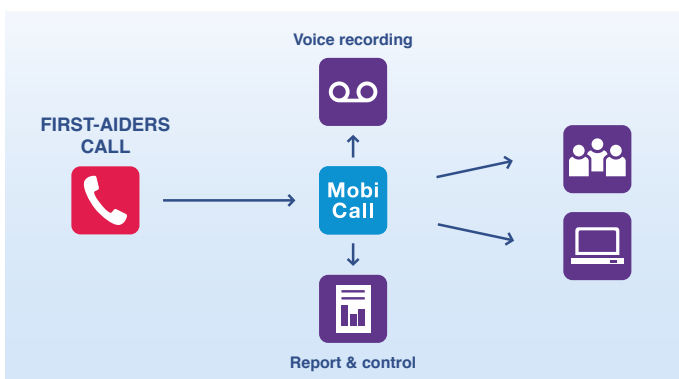 Voice recording
FIRST-AIDERS
CALL
Mobi
Call
Report & control